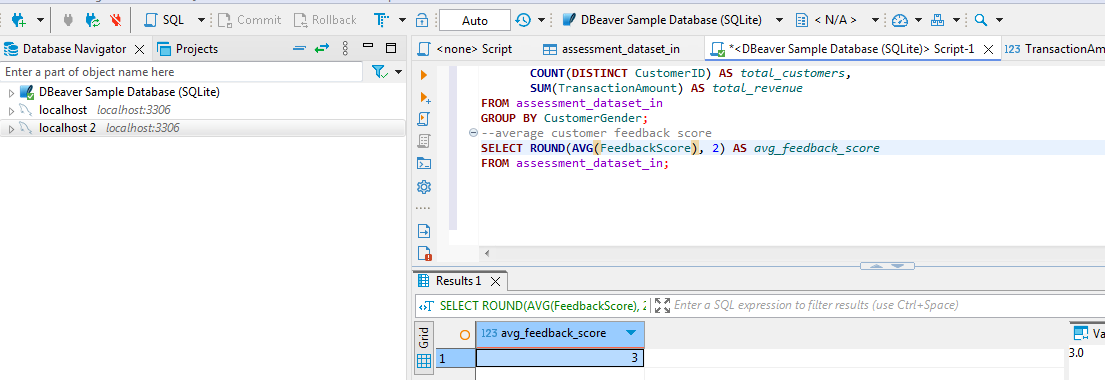 SQL
Commit
Rollback
Auto
DBeaver Sample Database (SQLite)
< N/A >
Database Navigator
Projects
Enter a part of object name here
DBeaver Sample Database (SQLite)
localhost localhost:3306
localhost 2 localhost:3306
<none> Script
assessment_dataset_in
*<DBeaver Sample Database (SQLite)> Script-1
123 TransactionAm
COUNT(DISTINCT CustomerID) AS total_customers,
SUM(TransactionAmount) AS total_revenue
FROM assessment_dataset_in
GROUP BY CustomerGender;
--average customer feedback score
SELECT ROUND(AVG(FeedbackScore), 2) AS avg_feedback_score
FROM assessment_dataset_in;
Results 1
SELECT ROUND(AVG(FeedbackScore), 2
Enter a SQL expression to filter results (use Ctrl+Space)
Grid
123 avg_feedback_score
1
3
Va
3.0